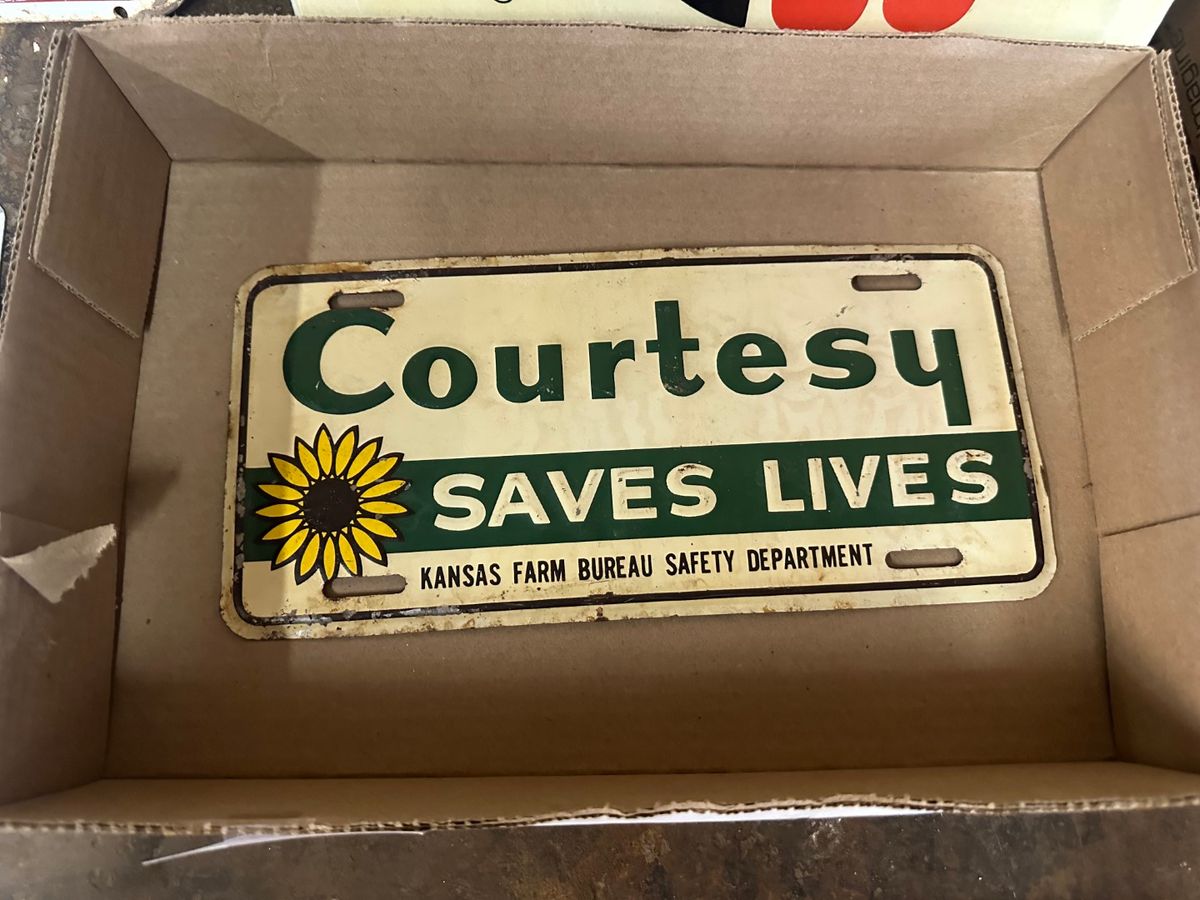 Courtesy
SAVES LIVES
KANSAS FARM BUREAU SAFETY DEPARTMENT